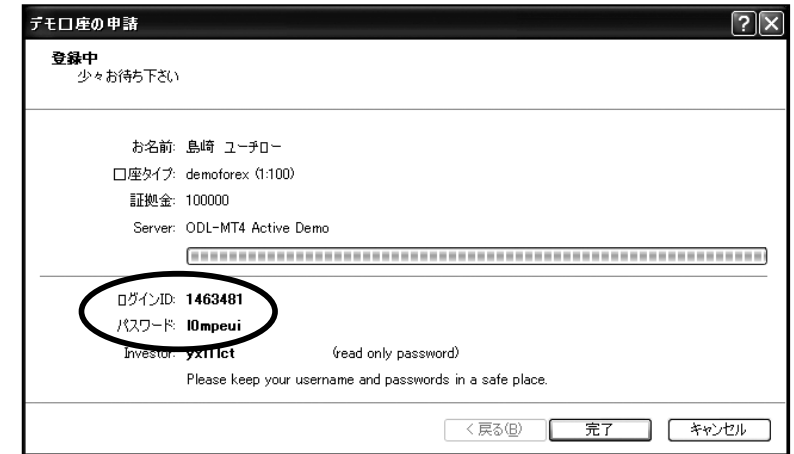 デモ口座の申請
登録中
少々お待ち下さい
お名前: 島崎 ユーチロー
口座タイプ: demoforex (1:100)
証拠金: 100000
Server: ODL-MT4 Active Demo
ログインID: 1463481
パスワード: l0mpeui
Investor: (read only password)
Please keep your username and passwords in a safe place.
< 戻る(B) 完了 キャンセル